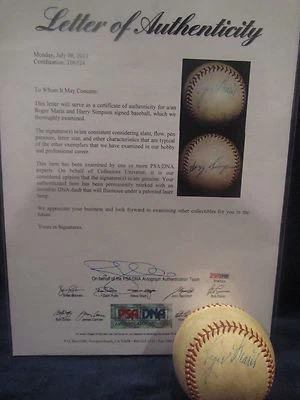 Letter of Authenticity
Monday, July 08, 2013
Certification:
To Whom It May Concern:
This letter will serve as a certificate of authenticity for a/an
Roger Maris and Harry Simpson signed baseball, which we
thoroughly examined.
The signature(s) is/are consistent considering slant, flow, pen
pressure, letter size, and other characteristics that are typical
of the other exemplars that we have examined in our hobby
and professional career.
This item has been examined by one or more PSA/DNA
experts. On behalf of Collectors Universe, it is our
considered opinion that the signature(s) is/are genuine. Your
authenticated item has been permanently marked with an
invisible DNA dash that will fluoresce under a patented laser
lamp.
We appreciate your business and look forward to examining other collectibles for you in the
future.
Yours in Signatures,
On behalf of the PSA/DNA Autograph Authentication Team
PSA/DNA
Roger Maris